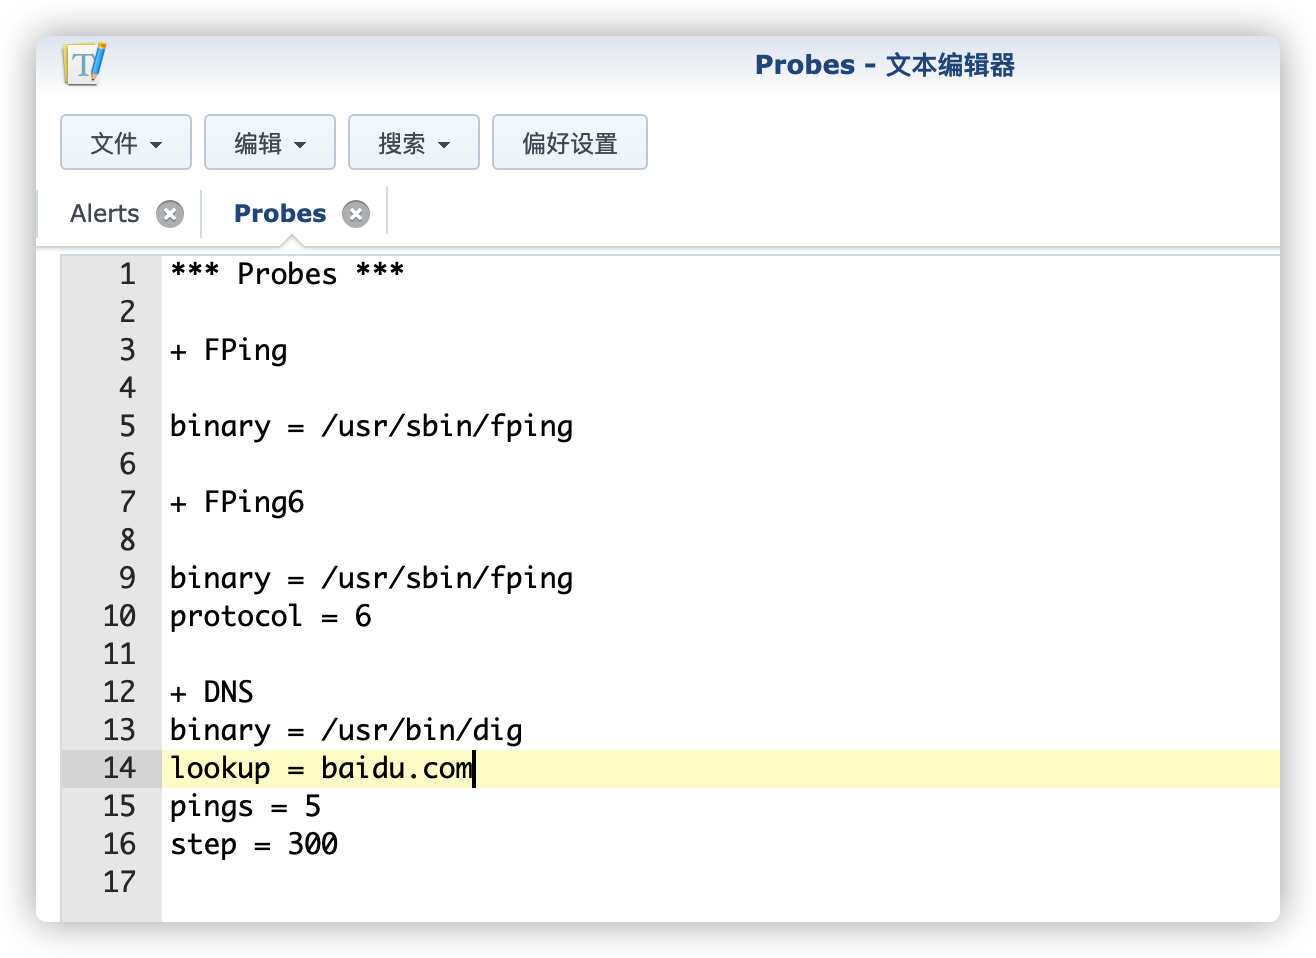 Probes - 文本编辑器
文件 编辑 搜索 偏好设置
Alerts Probes
1 *** Probes ***
2
3 + FPing
4
5 binary = /usr/sbin/fping
6
7 + FPing6
8
9 binary = /usr/sbin/fping
10 protocol = 6
11
12 + DNS
13 binary = /usr/bin/dig
14 lookup = baidu.com
15 pings = 5
16 step = 300
17